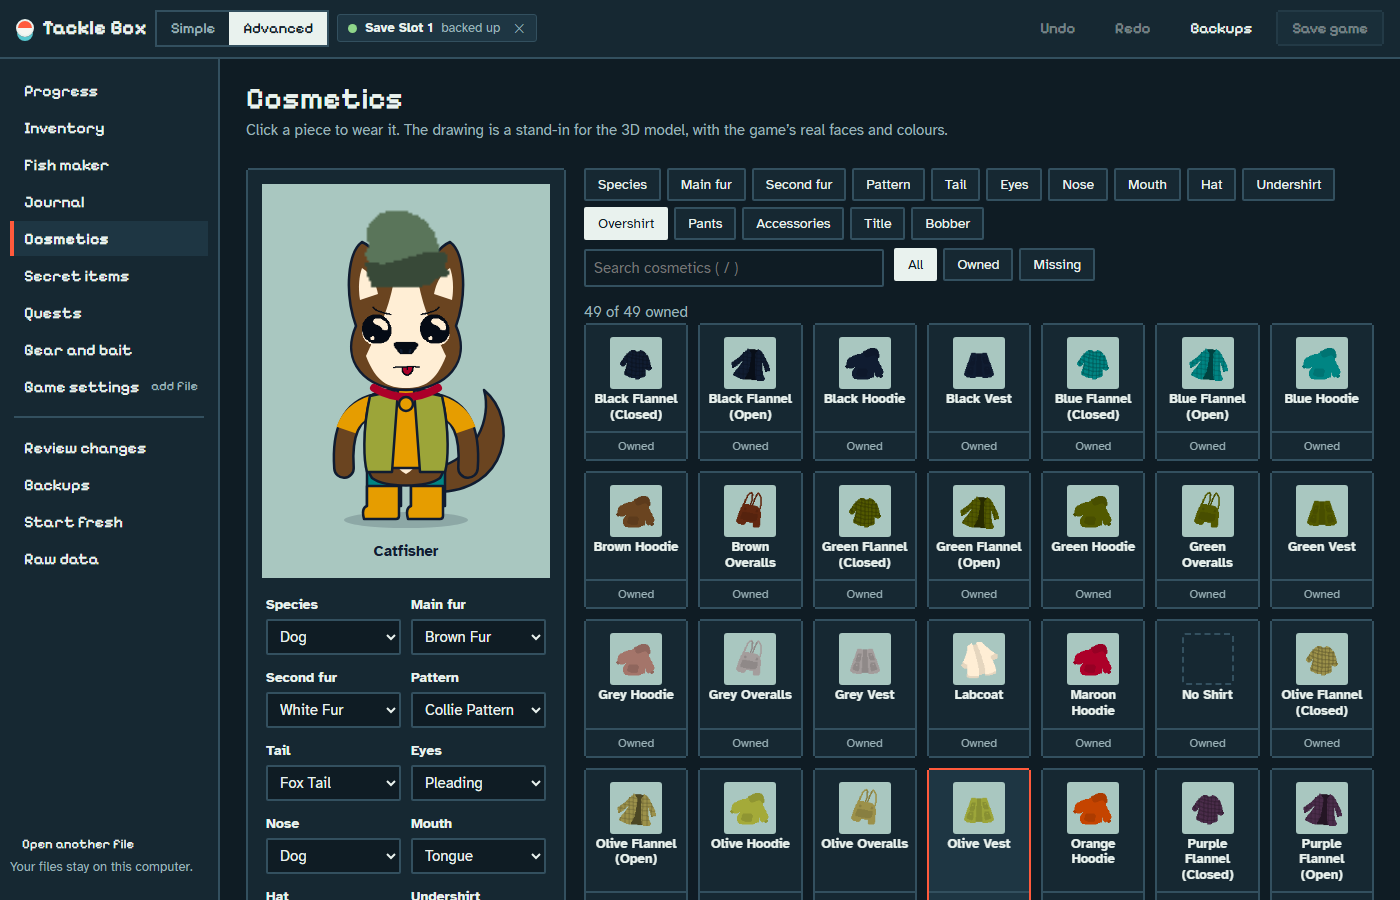 Tackle Box
Simple
Advanced
Save Slot 1 backed up
Undo
Redo
Backups
Save game
Progress
Inventory
Fish maker
Journal
Cosmetics
Secret items
Quests
Gear and bait
Game settings add file
Review changes
Backups
Start fresh
Raw data
Open another file
Your files stay on this computer.
Cosmetics
Click a piece to wear it. The drawing is a stand-in for the 3D model, with the game's real faces and colours.
Catfisher
Species
Main fur
Dog
Brown Fur
Second fur
Pattern
White Fur
Collie Pattern
Tail
Eyes
Fox Tail
Pleading
Nose
Mouth
Dog
Tongue
Hat
Undershirt
Species
Main fur
Second fur
Pattern
Tail
Eyes
Nose
Mouth
Hat
Undershirt
Overshirt
Pants
Accessories
Title
Bobber
Search cosmetics ( / )
All
Owned
Missing
49 of 49 owned
Black Flannel
(Closed)
Owned
Black Flannel
(Open)
Owned
Black Hoodie
Owned
Black Vest
Owned
Blue Flannel
(Closed)
Owned
Blue Flannel
(Open)
Owned
Blue Hoodie
Owned
Brown Hoodie
Owned
Brown
Overalls
Owned
Green Flannel
(Closed)
Owned
Green Flannel
(Open)
Owned
Green Hoodie
Owned
Green
Overalls
Owned
Green Vest
Owned
Grey Hoodie
Owned
Grey Overalls
Owned
Grey Vest
Owned
Labcoat
Owned
Maroon
Hoodie
Owned
No Shirt
Owned
Olive Flannel
(Closed)
Owned
Olive Flannel
(Open)
Olive Hoodie
Olive Overalls
Olive Vest
Orange
Hoodie
Purple
Flannel
(Closed)
Purple
Flannel
(Open)